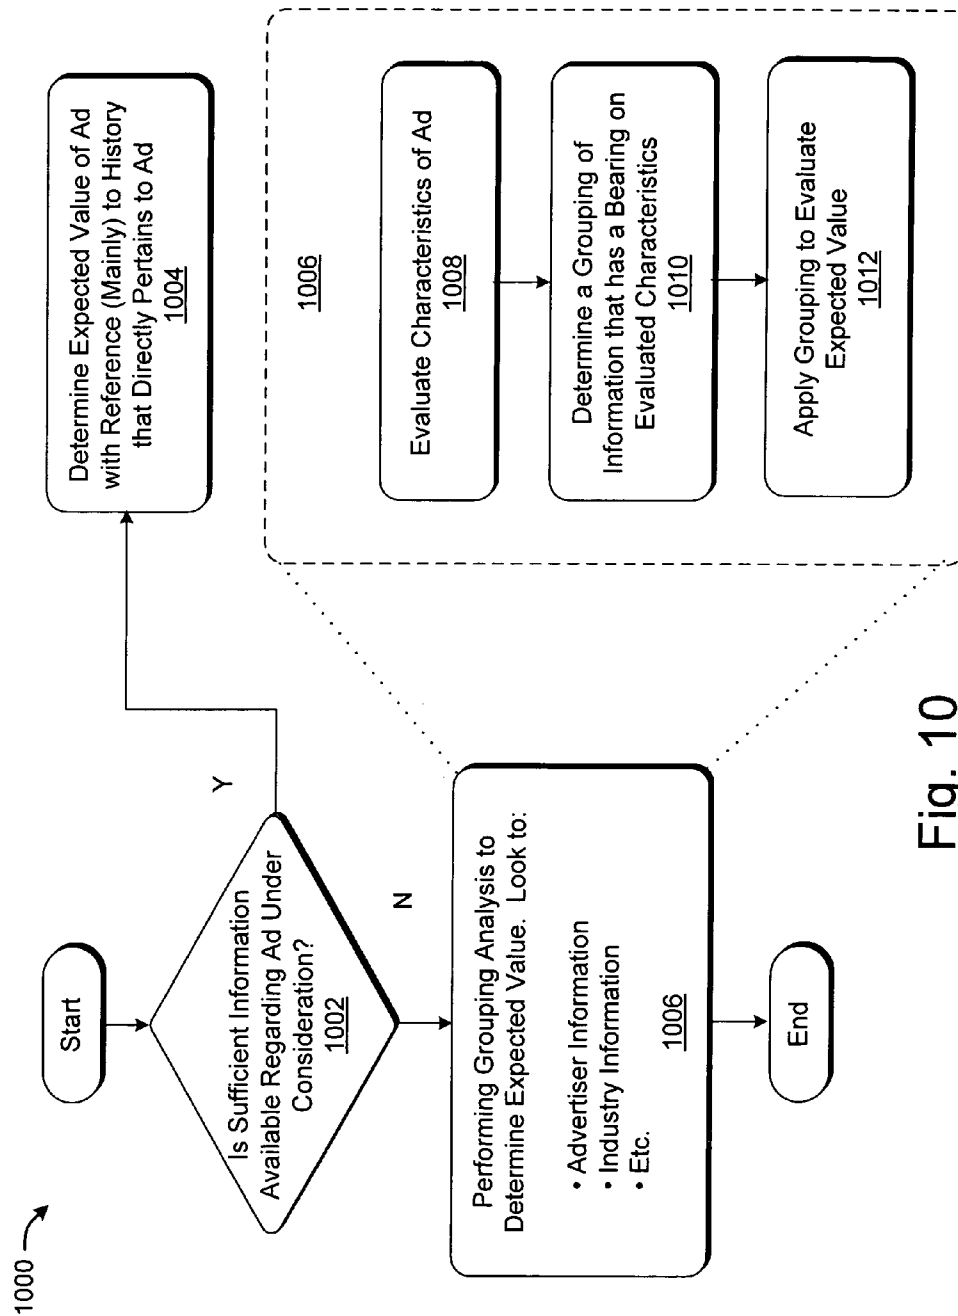 1000
Start
Is Sufficient Information
Available Regarding Ad Under
Consideration?
1002
Y
N
Determine Expected Value of Ad
with Reference (Mainly) to History
that Directly Pertains to Ad
1004
Performing Grouping Analysis to
Determine Expected Value.  Look to:
• Advertiser Information
• Industry Information
• Etc.
1006
End
1006
Evaluate Characteristics of Ad
1008
Determine a Grouping of
Information that has a Bearing on
Evaluated Characteristics
1010
Apply Grouping to Evaluate
Expected Value
1012
Fig. 10